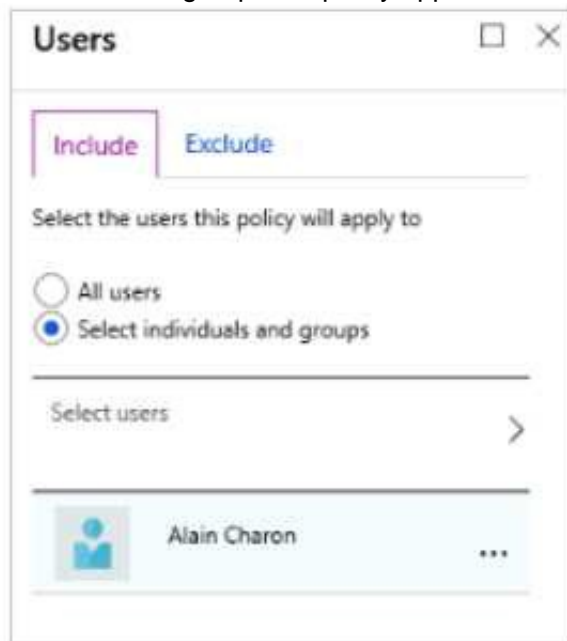 Users
Include Exclude
Select the users this policy will apply to
All users
Select individuals and groups
Select users
Alain Charon